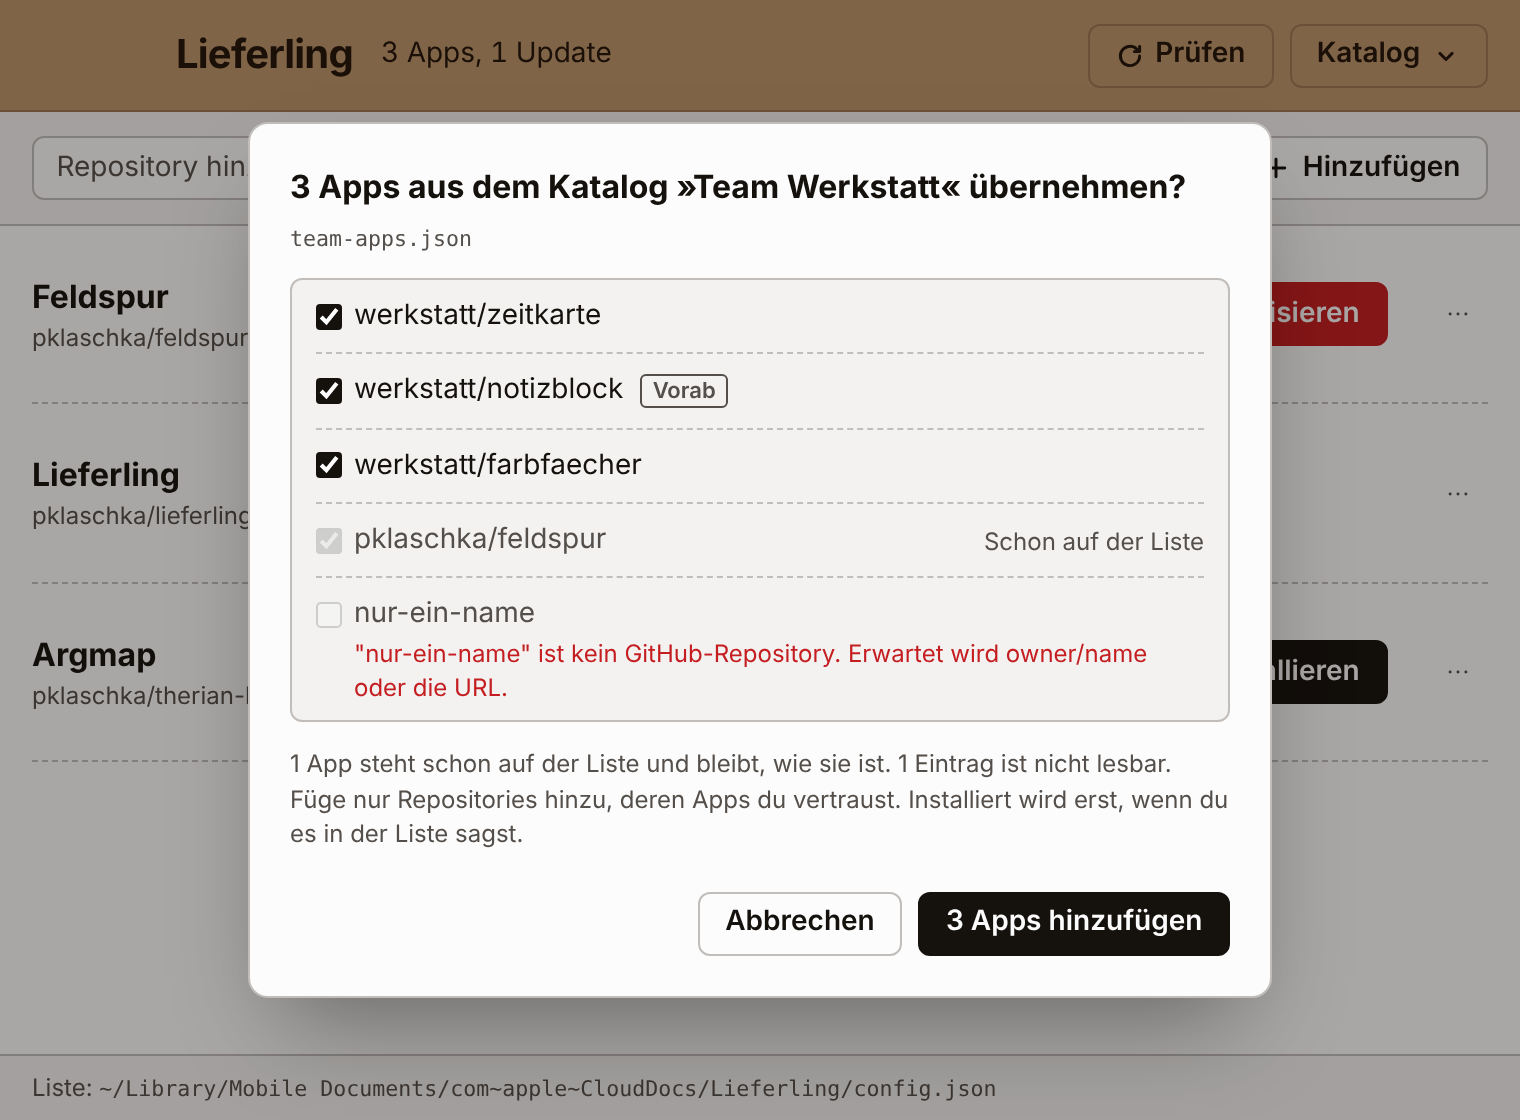 Lieferling 3 Apps, 1 Update
Prüfen
Katalog
Repository hin
+ Hinzufügen
3 Apps aus dem Katalog »Team Werkstatt« übernehmen?
team-apps.json
werkstatt/zeitkarte
werkstatt/notizblock Vorab
werkstatt/farbfaecher
pklaschka/feldspur Schon auf der Liste
nur-ein-name
"nur-ein-name" ist kein GitHub-Repository. Erwartet wird owner/name
oder die URL.
1 App steht schon auf der Liste und bleibt, wie sie ist. 1 Eintrag ist nicht lesbar.
Füge nur Repositories hinzu, deren Apps du vertraust. Installiert wird erst, wenn du
es in der Liste sagst.
Abbrechen
3 Apps hinzufügen
Feldspur
pklaschka/feldspur
isieren
...
Lieferling
pklaschka/lieferling
...
Argmap
pklaschka/therian-
llieren
...
Liste: ~/Library/Mobile Documents/com~apple~CloudDocs/Lieferling/config.json